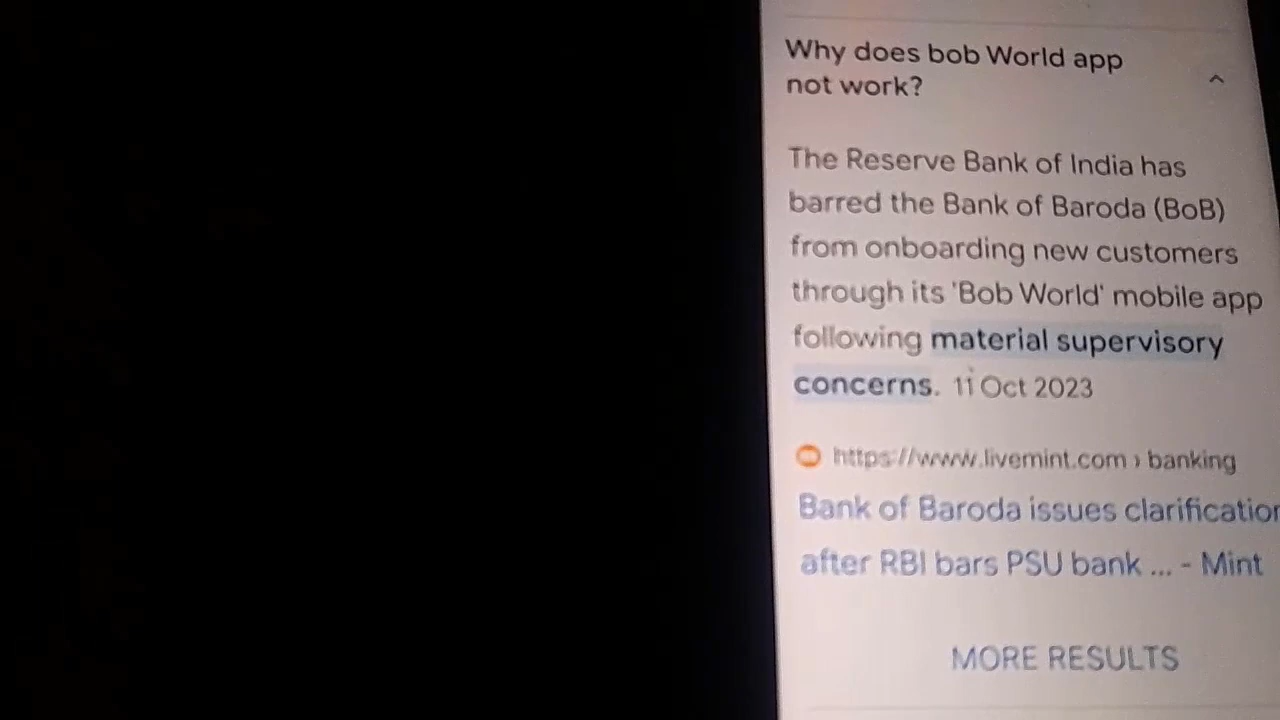 Why does bob World app
not work?
The Reserve Bank of India has
barred the Bank of Baroda (BoB)
from onboarding new customers
through its 'Bob World' mobile app
following material supervisory
concerns. 11 Oct 2023
https://www.livemint.com › banking
Bank of Baroda issues clarification
after RBI bars PSU bank ... - Mint
MORE RESULTS